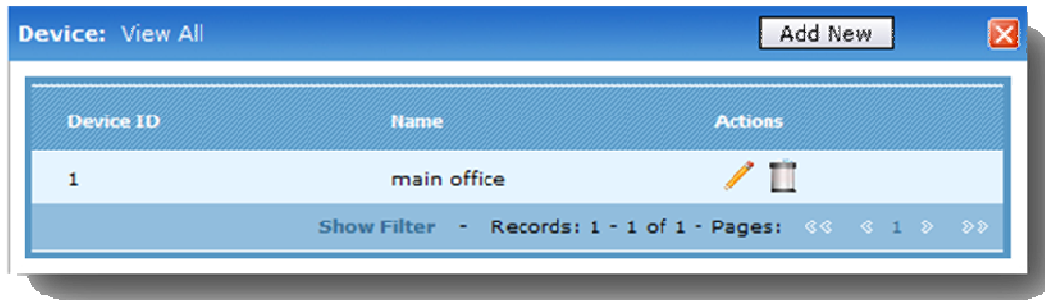 Device: View All Add New
Device ID Name Actions
1 main office
Show Filter - Records: 1 - 1 of 1 - Pages: << < 1 > >>